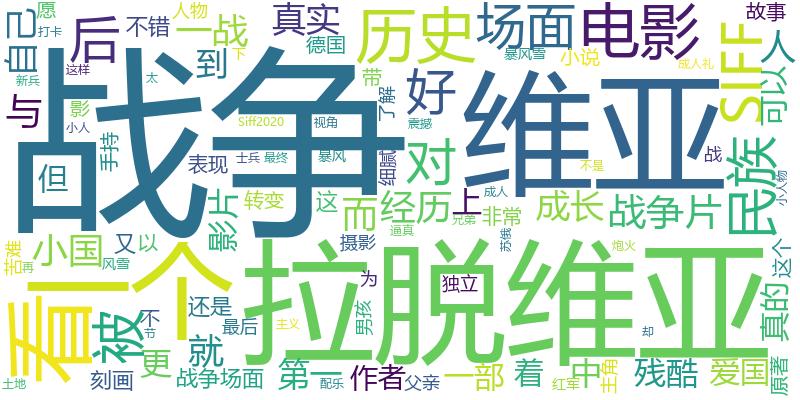 战争
维亚
拉脱维亚
一个
看
电影
历史
场面
SIFF
民族
自己
后
真实
一战
不错
人物
愿
打卡
新兵
这样
太
下
到
德国
影
带
小人
手持
与
但
Siff2020
视角
表现
士兵
最终
暴风
了解
震撼
细腻
好
对
暴风雪
小说
成人礼
故事
人
可以
战
不是
小人物
影片
转变
这
而
经历
上
非常
成人
成长
战争片
小国
又
以
苦难
再
风雪
摄影
逼真
兄弟
苏俄
炮火
这个
被
不
节
还是
为
男孩
独立
就
最后
主义
更
刻画
土地
战争场面
第一
配乐
作者
父亲
一部
红军
着
中
主角
却
残酷
爱国
真的
原著